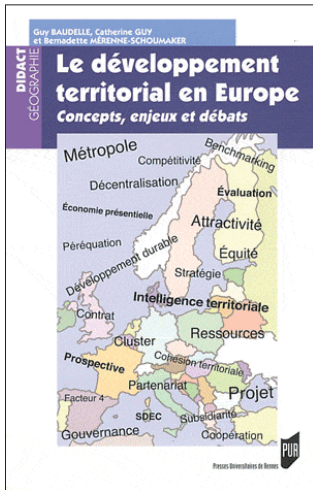 Guy BAUDELLE, Catherine GUY
et Bernadette MÉRENNE-SCHOUMAKER
DIDACT
GÉOGRAPHIE
Le développement
territorial en Europe
Concepts, enjeux et débats
Métropole
Benchmarking
Compétitivité
Décentralisation
Évaluation
Économie présentielle
Attractivité
Péréquation
Développement durable
Équité
Stratégie
Intelligence territoriale
Contrat
Ressources
Cluster
Prospective
Cohésion territoriale
Partenariat
Projet
Facteur 4
SDEC
Subsidiarité
Gouvernance
Coopération
PUR
Presses Universitaires de Rennes